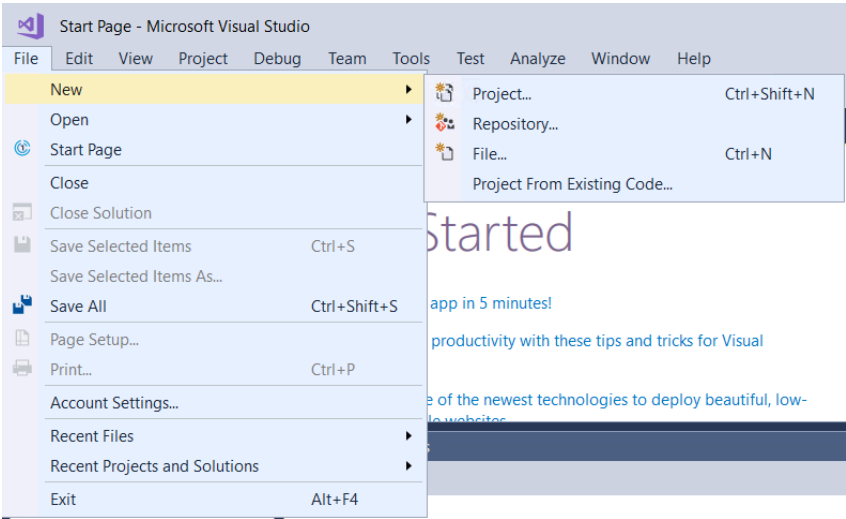 Start Page - Microsoft Visual Studio
File Edit View Project Debug Team Tools Test Analyze Window Help
New
Project... Ctrl+Shift+N
Open
Repository...
Start Page
File... Ctrl+N
Close
Project From Existing Code...
Close Solution
Started
Save Selected Items Ctrl+S
Save Selected Items As...
Save All Ctrl+Shift+S
app in 5 minutes!
Page Setup...
productivity with these tips and tricks for Visual
Print... Ctrl+P
Account Settings...
of the newest technologies to deploy beautiful, low-
websites
Recent Files
Recent Projects and Solutions
Exit Alt+F4